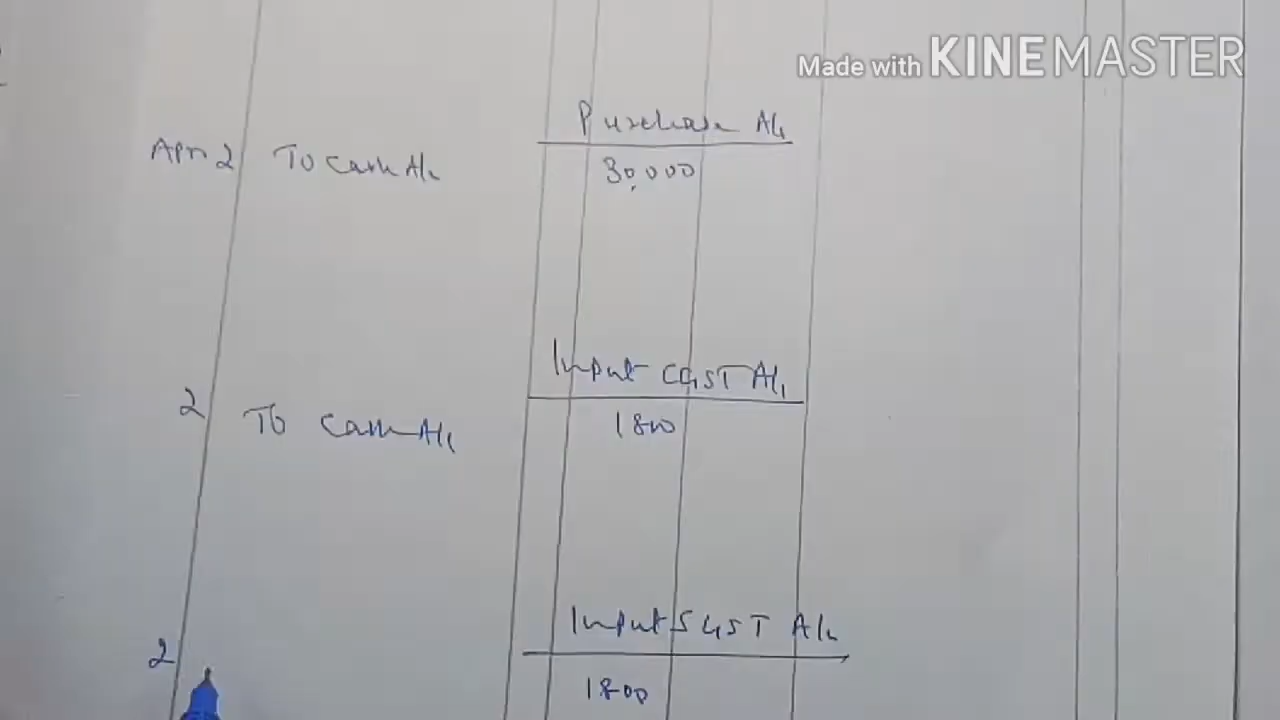 Made with KINEMASTER
Purchase A/c
Apri 2 To Cash A/c 30,000
Input CGST A/c
2 To Cash A/c 1800
Input SGST A/c
2 1800